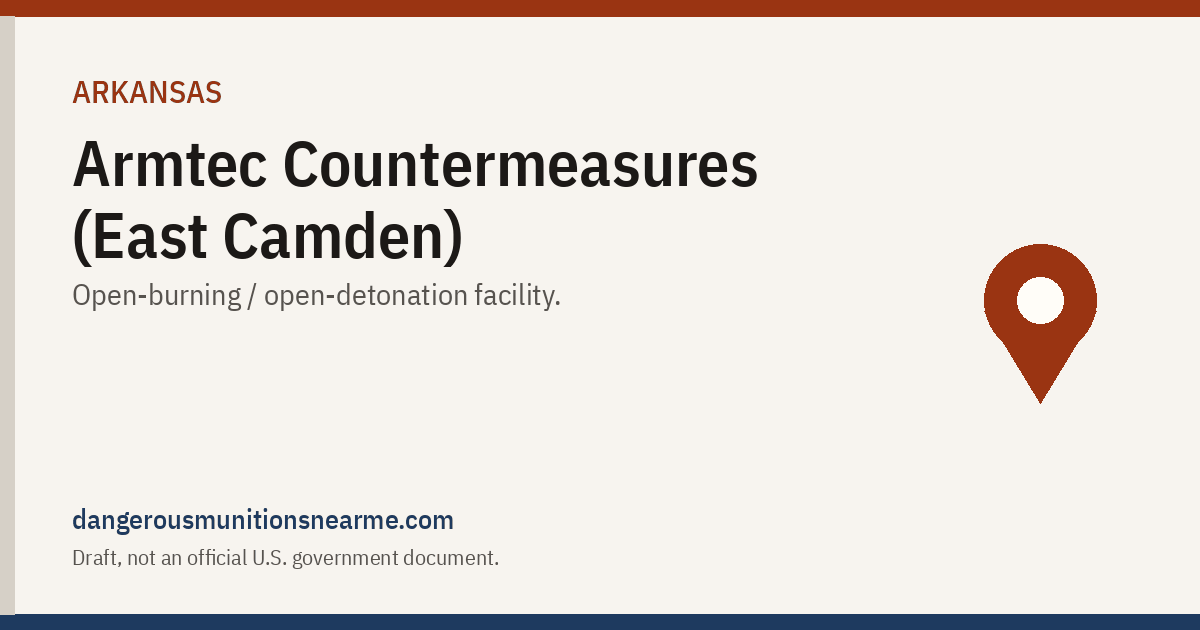 ARKANSAS
Armtec Countermeasures
(East Camden)
Open-burning / open-detonation facility.
dangerousmunitionsnearme.com
Draft, not an official U.S. government document.